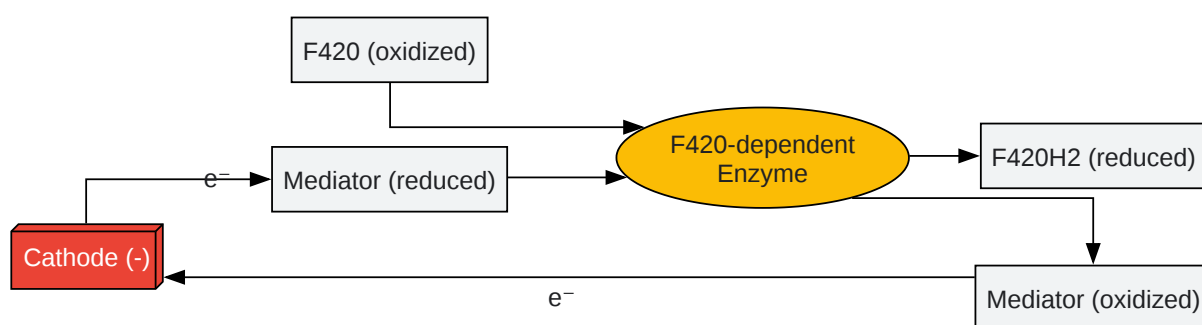 F420 (oxidized)
F420-dependent
Enzyme
F420H2 (reduced)
e⁻
Mediator (reduced)
Cathode (-)
e⁻
Mediator (oxidized)